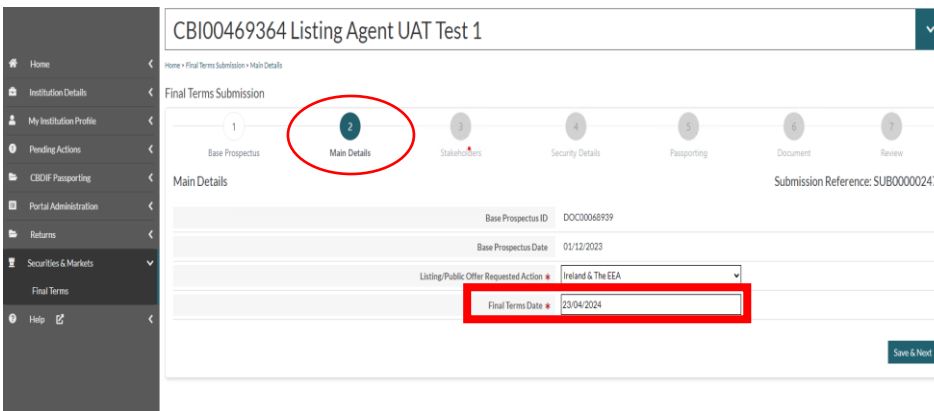 CBI00469364 Listing Agent UAT Test 1
Home
Institution Details
My Institution Profile
Pending Actions
CBDIF Passporting
Portal Administration
Returns
Securities & Markets
Final Terms
Help
Home > Final Terms Submission > Main Details
Final Terms Submission
1 2 3 4 5 6 7
Base Prospectus Main Details Stakeholders Security Details Passporting Document Review
Main Details Submission Reference: SUB00000247
Base Prospectus ID DOC00068939
Base Prospectus Date 01/12/2023
Listing/Public Offer Requested Action * Ireland & The EEA
Final Terms Date * 23/04/2024
Save & Next